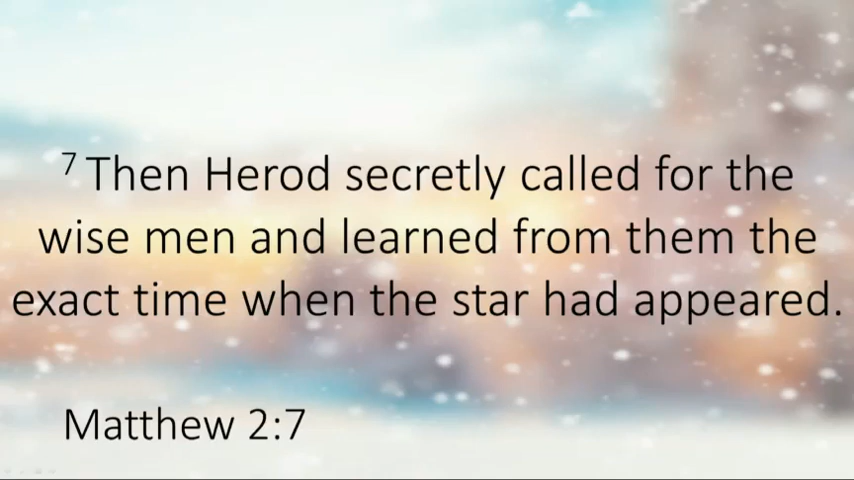 7 Then Herod secretly called for the
wise men and learned from them the
exact time when the star had appeared.
Matthew 2:7